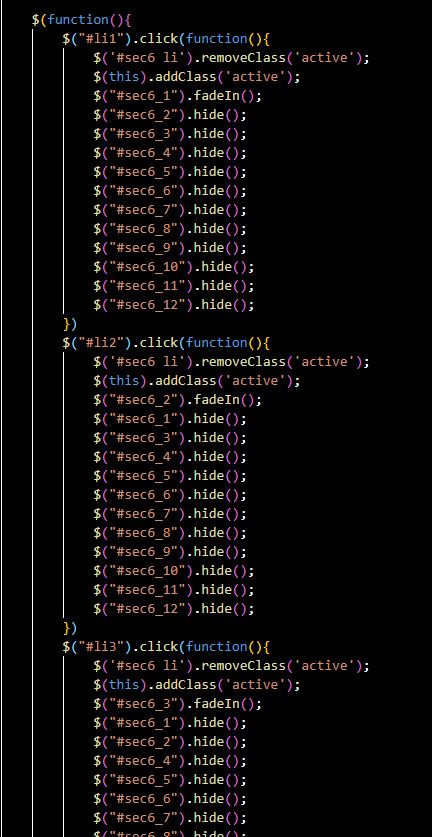 $(function(){
$("#li1").click(function(){
$('#sec6 li').removeClass('active');
$(this).addClass('active');
$("#sec6_1").fadeIn();
$("#sec6_2").hide();
$("#sec6_3").hide();
$("#sec6_4").hide();
$("#sec6_5").hide();
$("#sec6_6").hide();
$("#sec6_7").hide();
$("#sec6_8").hide();
$("#sec6_9").hide();
$("#sec6_10").hide();
$("#sec6_11").hide();
$("#sec6_12").hide();
})
$("#li2").click(function(){
$('#sec6 li').removeClass('active');
$(this).addClass('active');
$("#sec6_2").fadeIn();
$("#sec6_1").hide();
$("#sec6_3").hide();
$("#sec6_4").hide();
$("#sec6_5").hide();
$("#sec6_6").hide();
$("#sec6_7").hide();
$("#sec6_8").hide();
$("#sec6_9").hide();
$("#sec6_10").hide();
$("#sec6_11").hide();
$("#sec6_12").hide();
})
$("#li3").click(function(){
$('#sec6 li').removeClass('active');
$(this).addClass('active');
$("#sec6_3").fadeIn();
$("#sec6_1").hide();
$("#sec6_2").hide();
$("#sec6_4").hide();
$("#sec6_5").hide();
$("#sec6_6").hide();
$("#sec6_7").hide();
$("#sec6_8").hide();